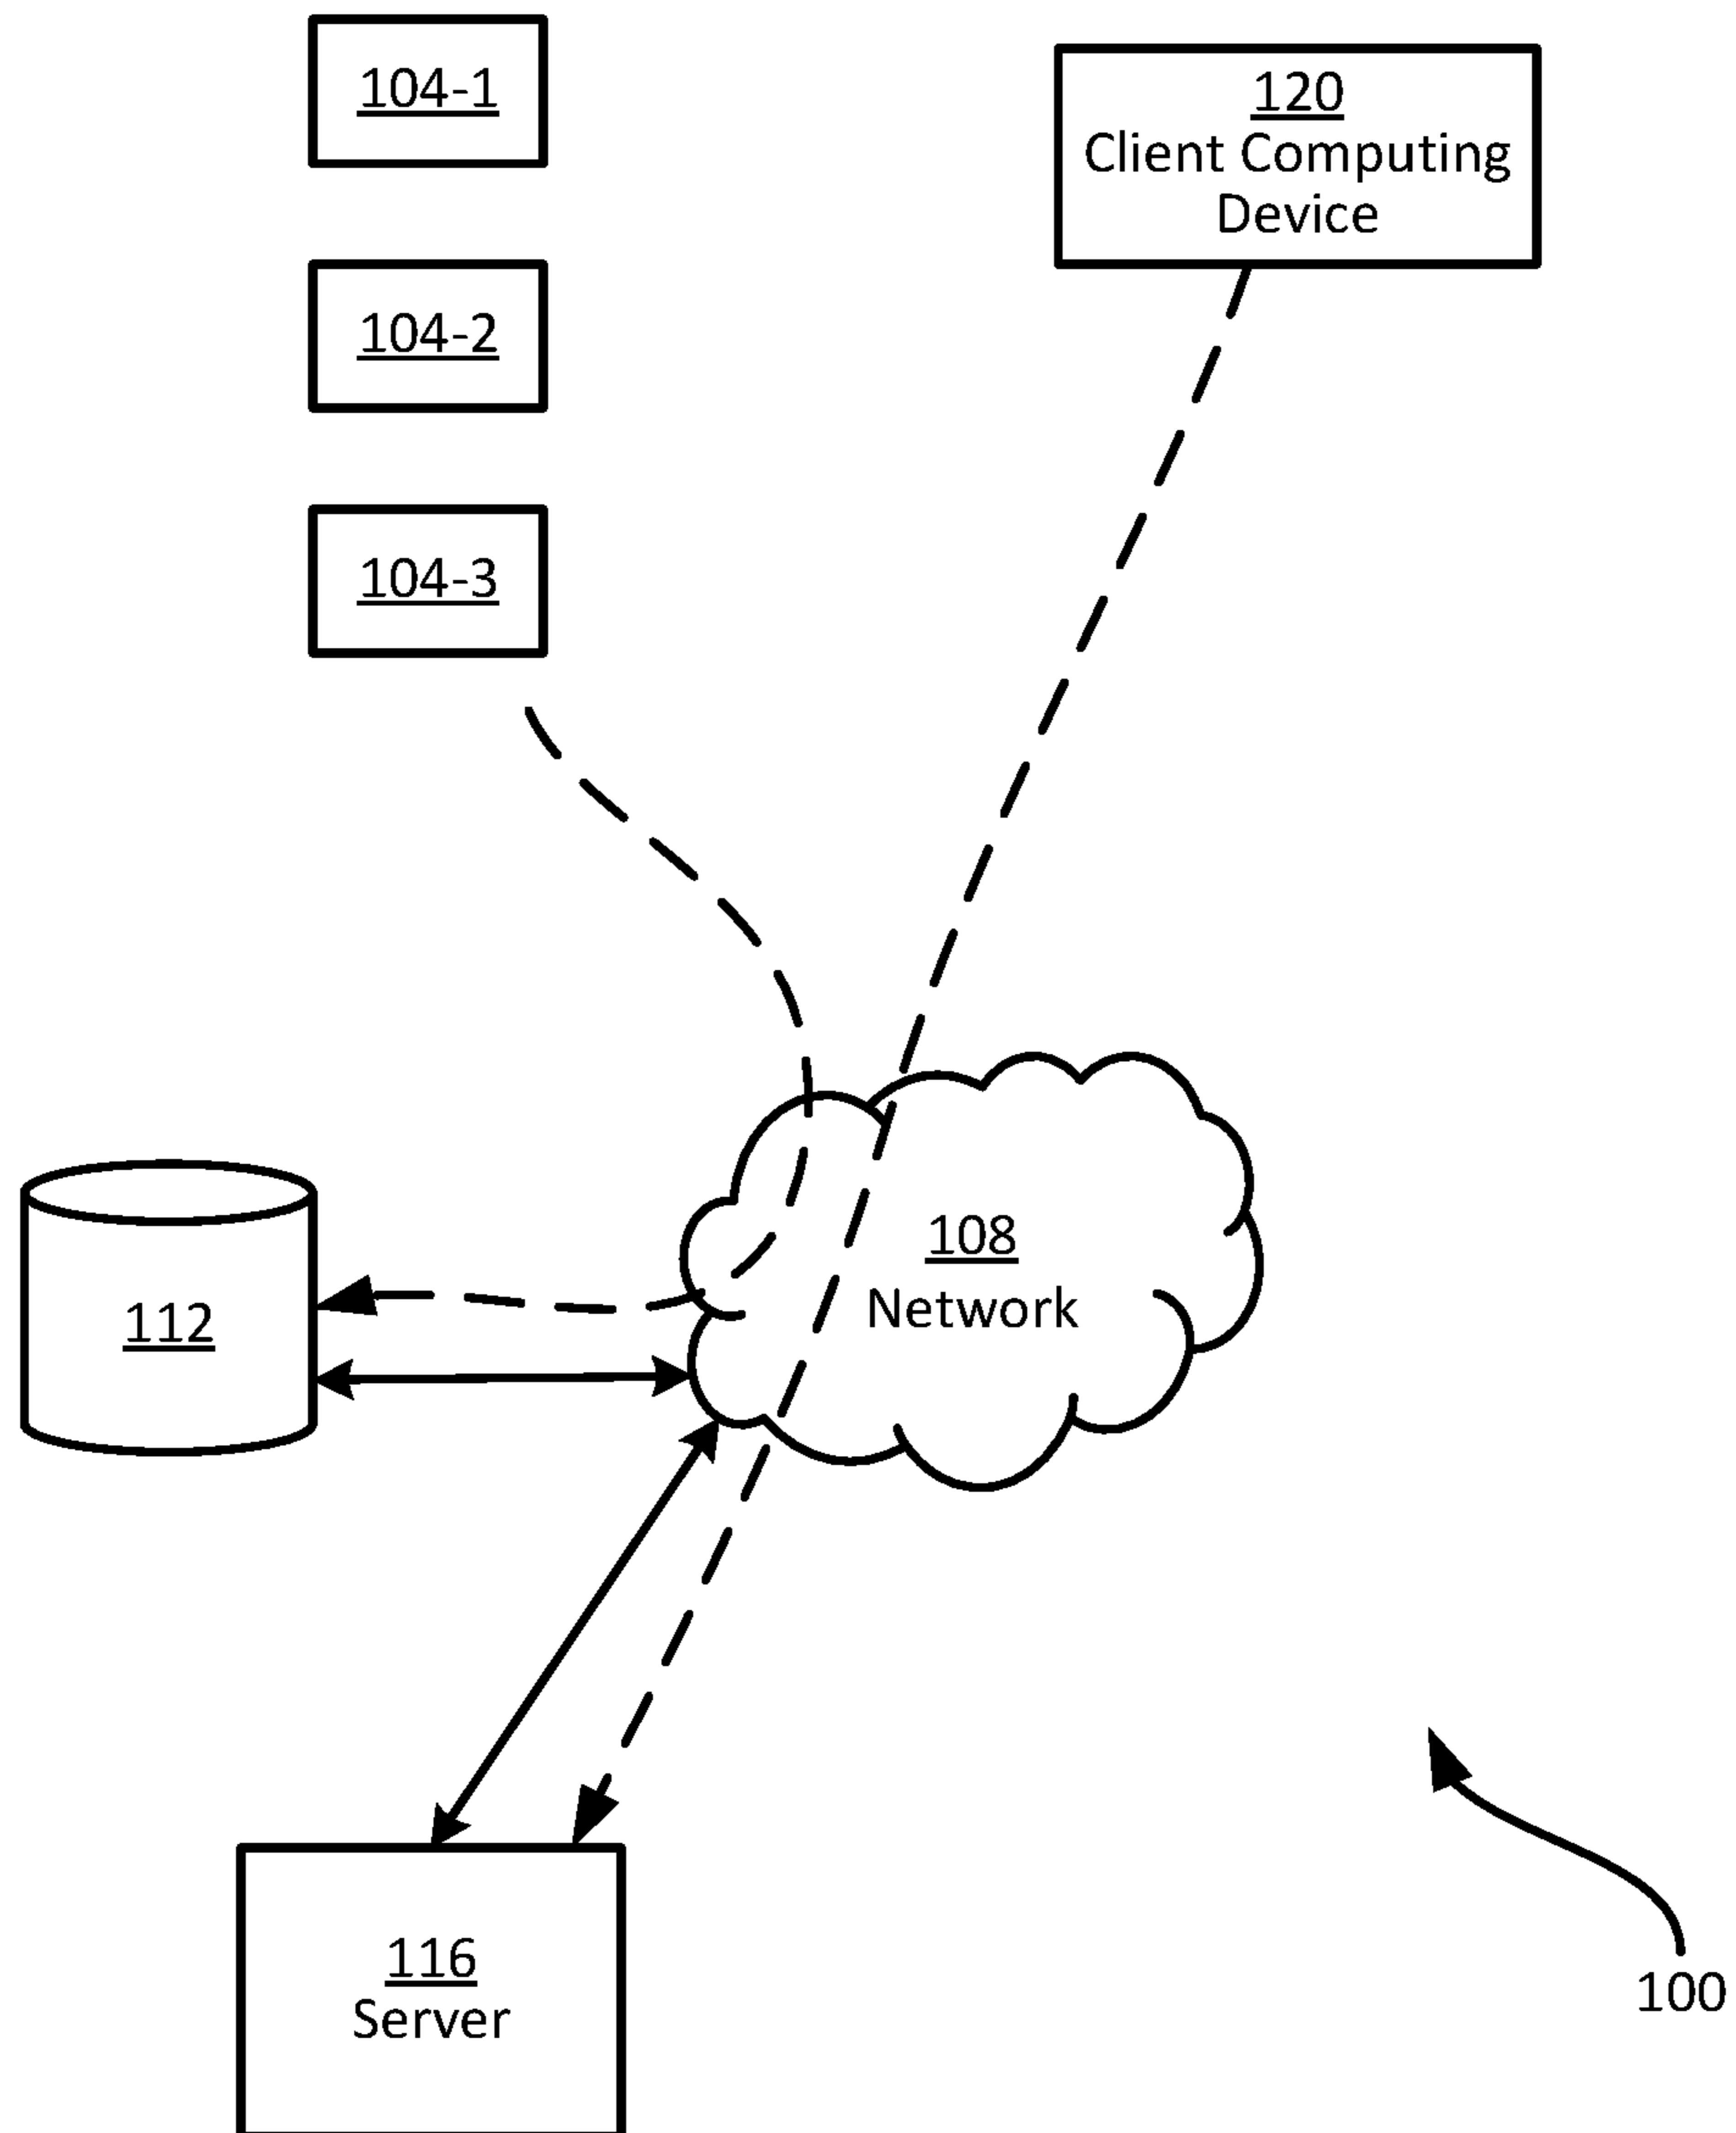 104-1
120
Client Computing
Device
104-2
104-3
108
Network
112
116
Server
100